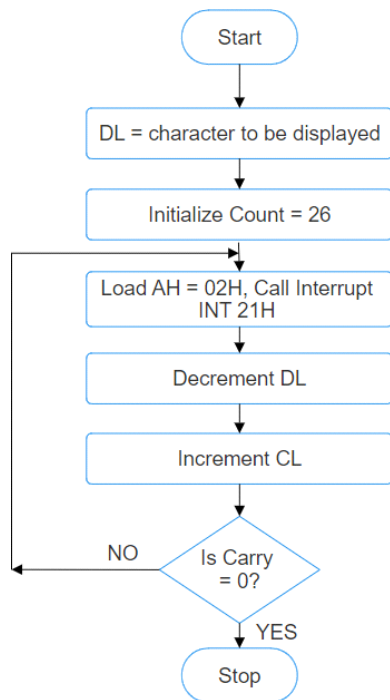 Start
DL = character to be displayed
Initialize Count = 26
Load AH = 02H, Call Interrupt
INT 21H
Decrement DL
Increment CL
NO
Is Carry
= 0?
YES
Stop